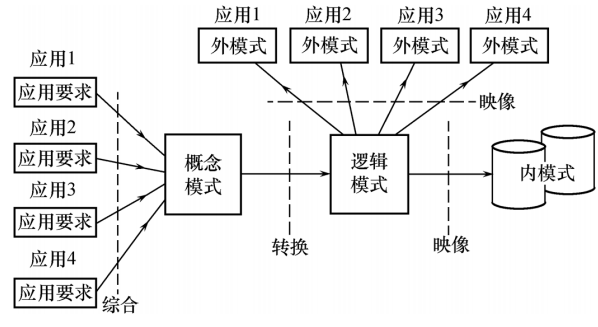 应用1
应用2
应用3
应用4
外模式
外模式
外模式
外模式
映像
应用1
应用要求
应用2
应用要求
应用3
应用要求
应用4
应用要求
综合
概念
模式
转换
逻辑
模式
映像
内模式